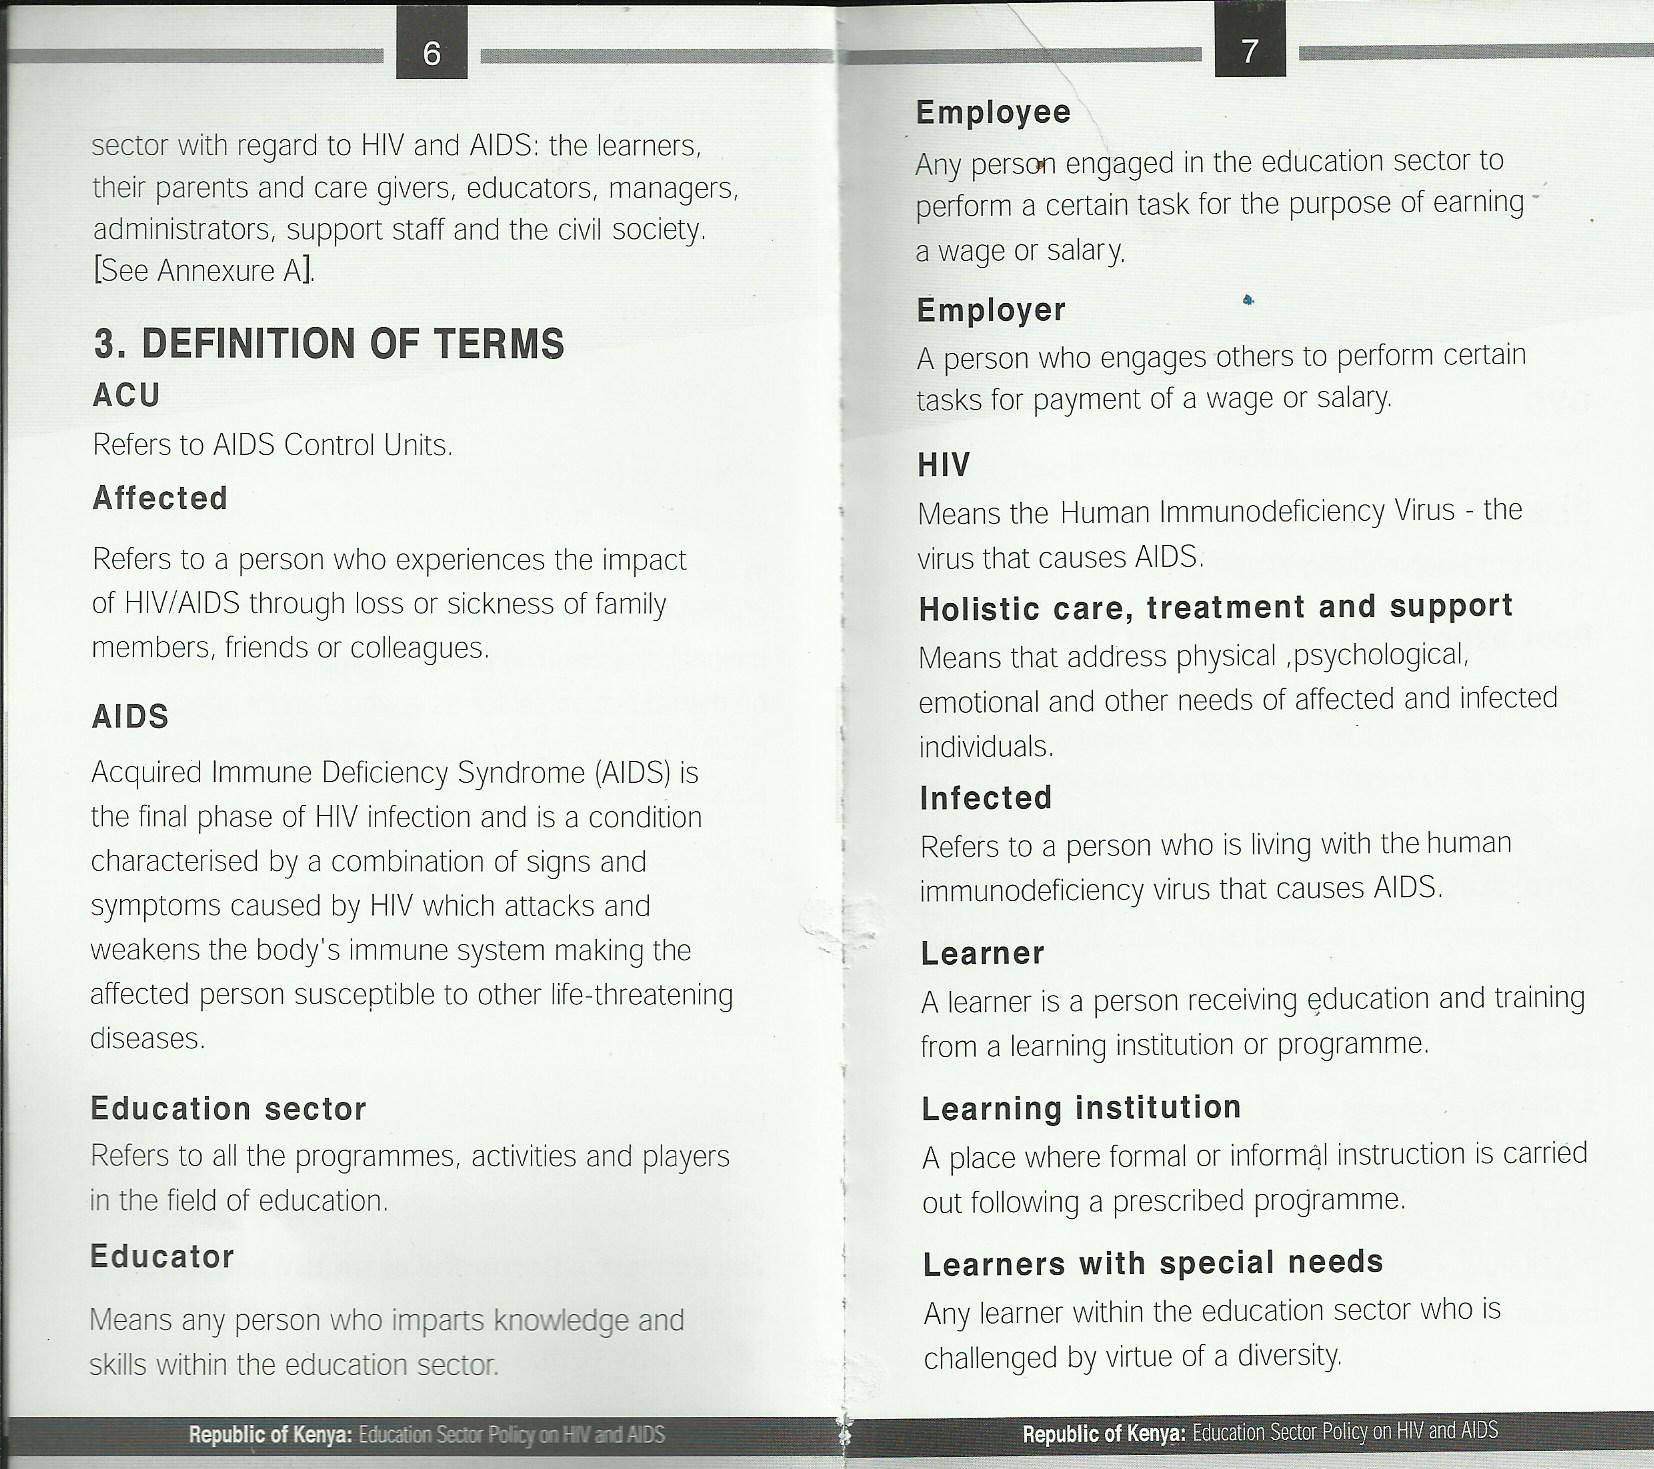 6
sector with regard to HIV and AIDS: the learners,
their parents and care givers, educators, managers,
administrators, support staff and the civil society.
[See Annexure A].
3. DEFINITION OF TERMS
ACU
Refers to AIDS Control Units.
Affected
Refers to a person who experiences the impact
of HIV/AIDS through loss or sickness of family
members, friends or colleagues.
AIDS
Acquired Immune Deficiency Syndrome (AIDS) is
the final phase of HIV infection and is a condition
characterised by a combination of signs and
symptoms caused by HIV which attacks and
weakens the body's immune system making the
affected person susceptible to other life-threatening
diseases.
Education sector
Refers to all the programmes, activities and players
in the field of education.
Educator
Means any person who imparts knowledge and
skills within the education sector.
Republic of Kenya: Education Sector Policy on HIV and AIDS
7
Employee
Any person engaged in the education sector to
perform a certain task for the purpose of earning
a wage or salary.
Employer
A person who engages others to perform certain
tasks for payment of a wage or salary.
HIV
Means the Human Immunodeficiency Virus - the
virus that causes AIDS.
Holistic care, treatment and support
Means that address physical ,psychological,
emotional and other needs of affected and infected
individuals.
Infected
Refers to a person who is living with the human
immunodeficiency virus that causes AIDS.
Learner
A learner is a person receiving education and training
from a learning institution or programme.
Learning institution
A place where formal or informal instruction is carried
out following a prescribed programme.
Learners with special needs
Any learner within the education sector who is
challenged by virtue of a diversity.
Republic of Kenya: Education Sector Policy on HIV and AIDS